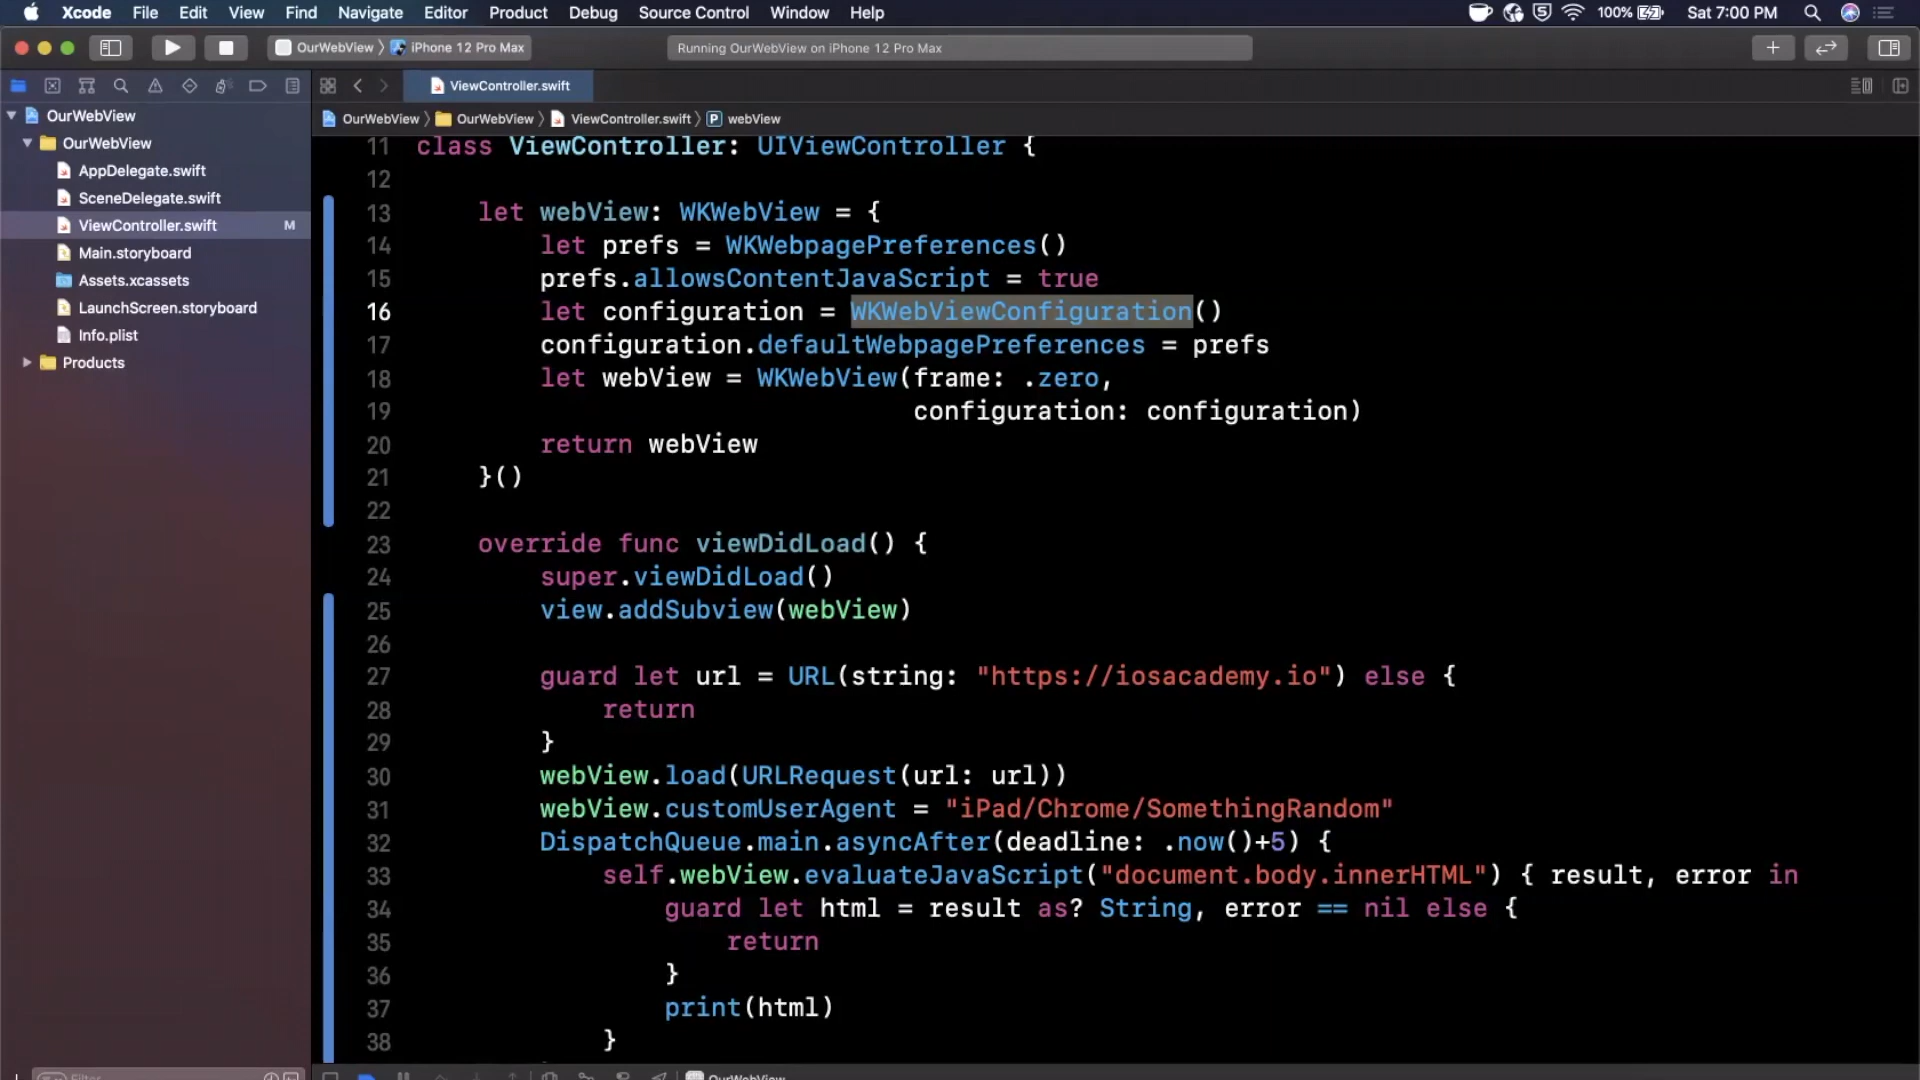 Xcode File Edit View Find Navigate Editor Product Debug Source Control Window Help 100% Sat 7:00 PM
OurWebView iPhone 12 Pro Max Running OurWebView on iPhone 12 Pro Max
ViewController.swift
OurWebView OurWebView ViewController.swift P webView
OurWebView
OurWebView
AppDelegate.swift
SceneDelegate.swift
ViewController.swift M
Main.storyboard
Assets.xcassets
LaunchScreen.storyboard
Info.plist
Products
11 class ViewController: UIViewController {
12
13 let webView: WKWebView = {
14 let prefs = WKWebpagePreferences()
15 prefs.allowsContentJavaScript = true
16 let configuration = WKWebViewConfiguration()
17 configuration.defaultWebpagePreferences = prefs
18 let webView = WKWebView(frame: .zero,
19 configuration: configuration)
20 return webView
21 }()
22
23 override func viewDidLoad() {
24 super.viewDidLoad()
25 view.addSubview(webView)
26
27 guard let url = URL(string: "https://iosacademy.io") else {
28 return
29 }
30 webView.load(URLRequest(url: url))
31 webView.customUserAgent = "iPad/Chrome/SomethingRandom"
32 DispatchQueue.main.asyncAfter(deadline: .now()+5) {
33 self.webView.evaluateJavaScript("document.body.innerHTML") { result, error in
34 guard let html = result as? String, error == nil else {
35 return
36 }
37 print(html)
38 }
Filter
OurWebView